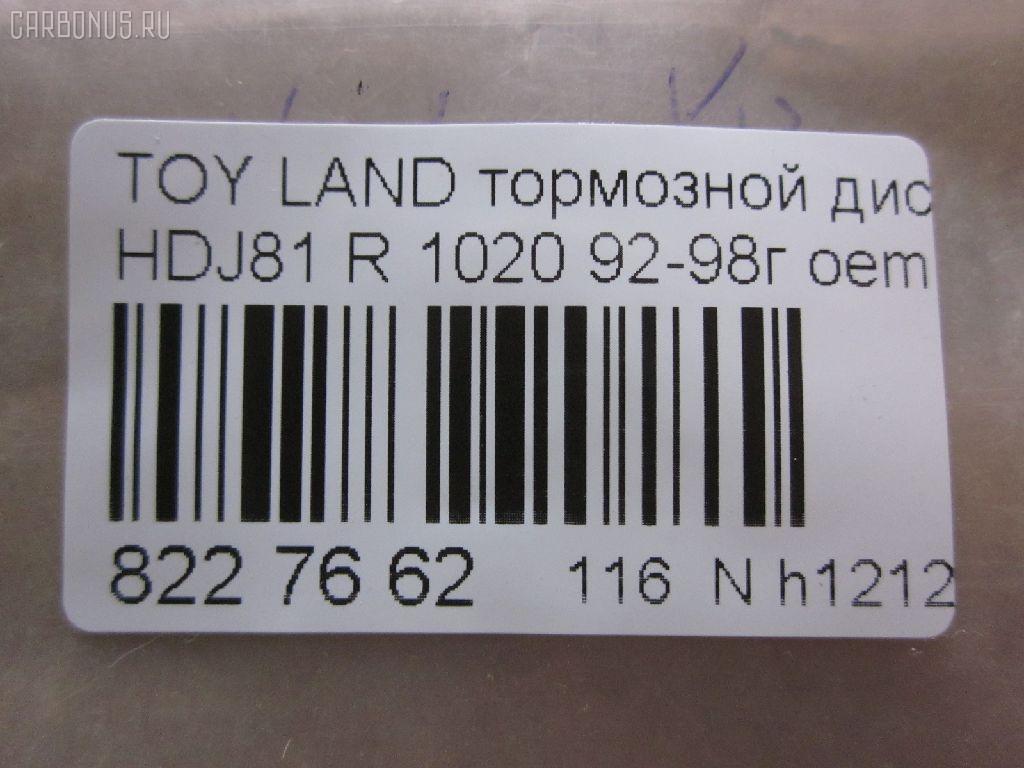 CARBONUS.RU
TOY LAND тормозной дис
HDJ81 R 1020 92-98г oem
822 76 62 116 N h1212